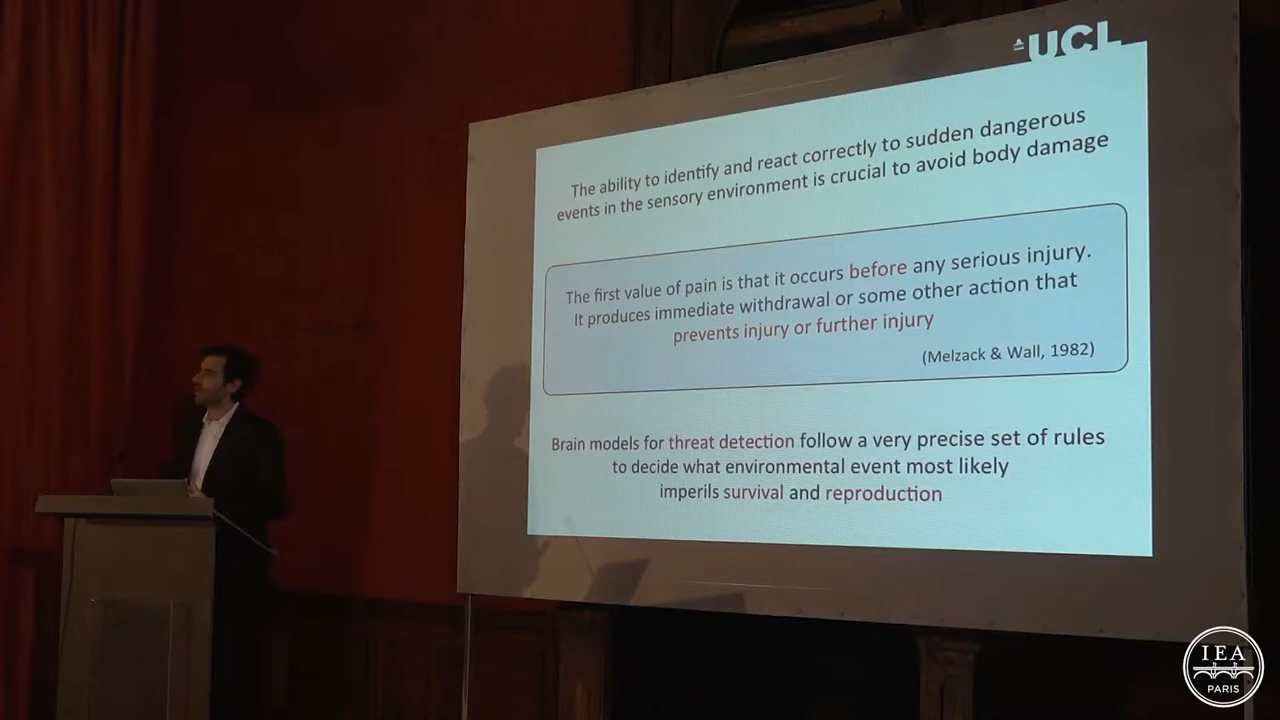 UCL
The ability to identify and react correctly to sudden dangerous
events in the sensory environment is crucial to avoid body damage
The first value of pain is that it occurs before any serious injury.
It produces immediate withdrawal or some other action that
prevents injury or further injury
(Melzack & Wall, 1982)
Brain models for threat detection follow a very precise set of rules
to decide what environmental event most likely
imperils survival and reproduction
IEA
PARIS